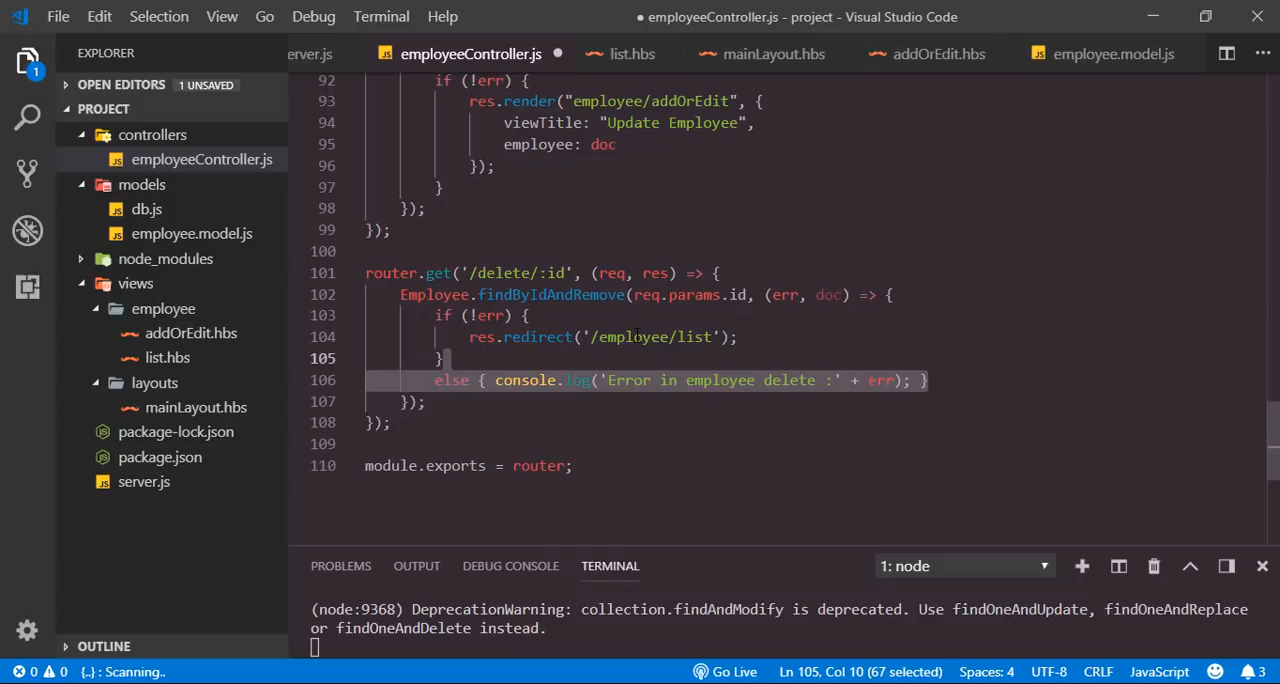 File Edit Selection View Go Debug Terminal Help
● employeeController.js - project - Visual Studio Code
EXPLORER
server.js
employeeController.js
list.hbs
mainLayout.hbs
addOrEdit.hbs
employee.model.js
OPEN EDITORS 1 UNSAVED
PROJECT
controllers
employeeController.js
models
db.js
employee.model.js
node_modules
views
employee
addOrEdit.hbs
list.hbs
layouts
mainLayout.hbs
package-lock.json
package.json
server.js
OUTLINE
1
92 if (!err) {
93 res.render("employee/addOrEdit", {
94 viewTitle: "Update Employee",
95 employee: doc
96 });
97 }
98 });
99 });
100
101 router.get('/delete/:id', (req, res) => {
102 Employee.findByIdAndRemove(req.params.id, (err, doc) => {
103 if (!err) {
104 res.redirect('/employee/list');
105 }
106 else { console.log('Error in employee delete :' + err); }
107 });
108 });
109
110 module.exports = router;
PROBLEMS OUTPUT DEBUG CONSOLE TERMINAL
1: node
(node:9368) DeprecationWarning: collection.findAndModify is deprecated. Use findOneAndUpdate, findOneAndReplace
or findOneAndDelete instead.
0 0 {..} : Scanning..
Go Live Ln 105, Col 10 (67 selected) Spaces: 4 UTF-8 CRLF JavaScript 3